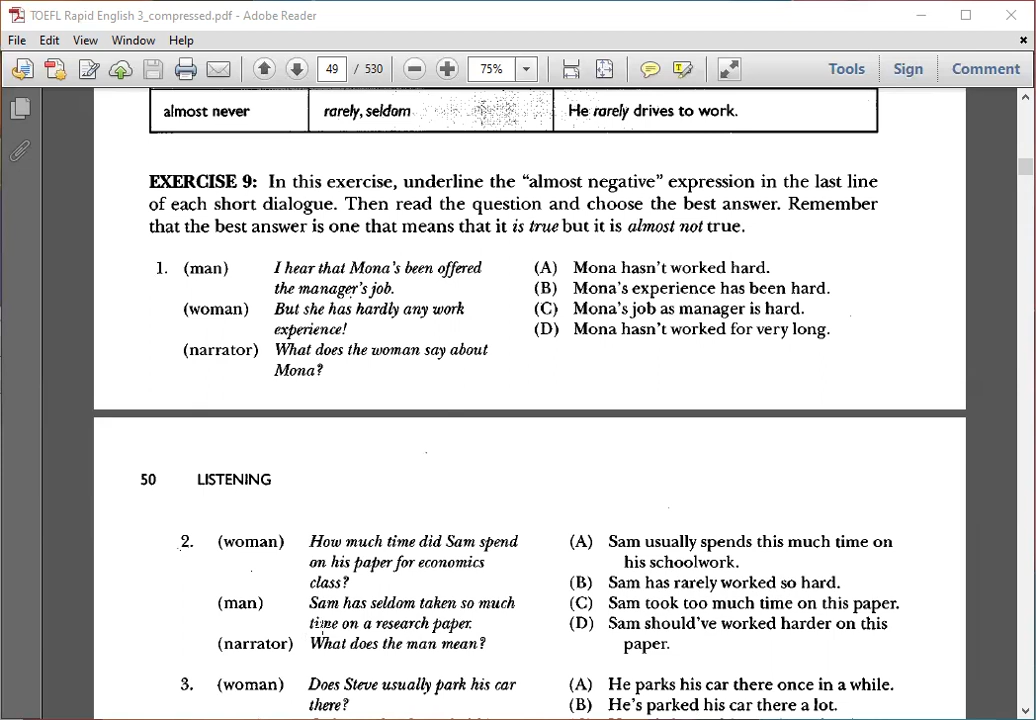 TOEFL Rapid English 3_compressed.pdf - Adobe Reader
File Edit View Window Help
49 / 530 75% Tools Sign Comment
almost never rarely, seldom He rarely drives to work.
EXERCISE 9: In this exercise, underline the “almost negative” expression in the last line
of each short dialogue. Then read the question and choose the best answer. Remember
that the best answer is one that means that it is true but it is almost not true.
1. (man) I hear that Mona’s been offered
the manager’s job.
(woman) But she has hardly any work
experience!
(narrator) What does the woman say about
Mona?
(A) Mona hasn’t worked hard.
(B) Mona’s experience has been hard.
(C) Mona’s job as manager is hard.
(D) Mona hasn’t worked for very long.
50 LISTENING
2. (woman) How much time did Sam spend
on his paper for economics
class?
(man) Sam has seldom taken so much
time on a research paper.
(narrator) What does the man mean?
(A) Sam usually spends this much time on
his schoolwork.
(B) Sam has rarely worked so hard.
(C) Sam took too much time on this paper.
(D) Sam should’ve worked harder on this
paper.
3. (woman) Does Steve usually park his car
there?
(A) He parks his car there once in a while.
(B) He’s parked his car there a lot.